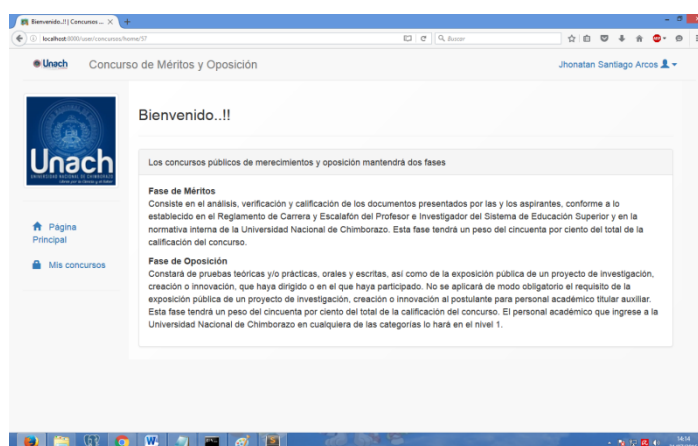 Bienvenido..!! | Concursos ...
localhost:8000/user/concursos/home/57
Buscar
Unach
Concurso de Méritos y Oposición
Jhonatan Santiago Arcos
Unach
UNIVERSIDAD NACIONAL DE CHIMBORAZO
Bienvenido..!!
Los concursos públicos de merecimientos y oposición mantendrá dos fases
Fase de Méritos
Consiste en el análisis, verificación y calificación de los documentos presentados por las y los aspirantes, conforme a lo
establecido en el Reglamento de Carrera y Escalafón del Profesor e Investigador del Sistema de Educación Superior y en la
normativa interna de la Universidad Nacional de Chimborazo. Esta fase tendrá un peso del cincuenta por ciento del total de la
calificación del concurso.
Fase de Oposición
Constará de pruebas teóricas y/o prácticas, orales y escritas, así como de la exposición pública de un proyecto de investigación,
creación o innovación, que haya dirigido o en el que haya participado. No se aplicará de modo obligatorio el requisito de la
exposición pública de un proyecto de investigación, creación o innovación al postulante para personal académico titular auxiliar.
Esta fase tendrá un peso del cincuenta por ciento del total de la calificación del concurso. El personal académico que ingrese a la
Universidad Nacional de Chimborazo en cualquiera de las categorías lo hará en el nivel 1.
Página
Principal
Mis concursos
14:14